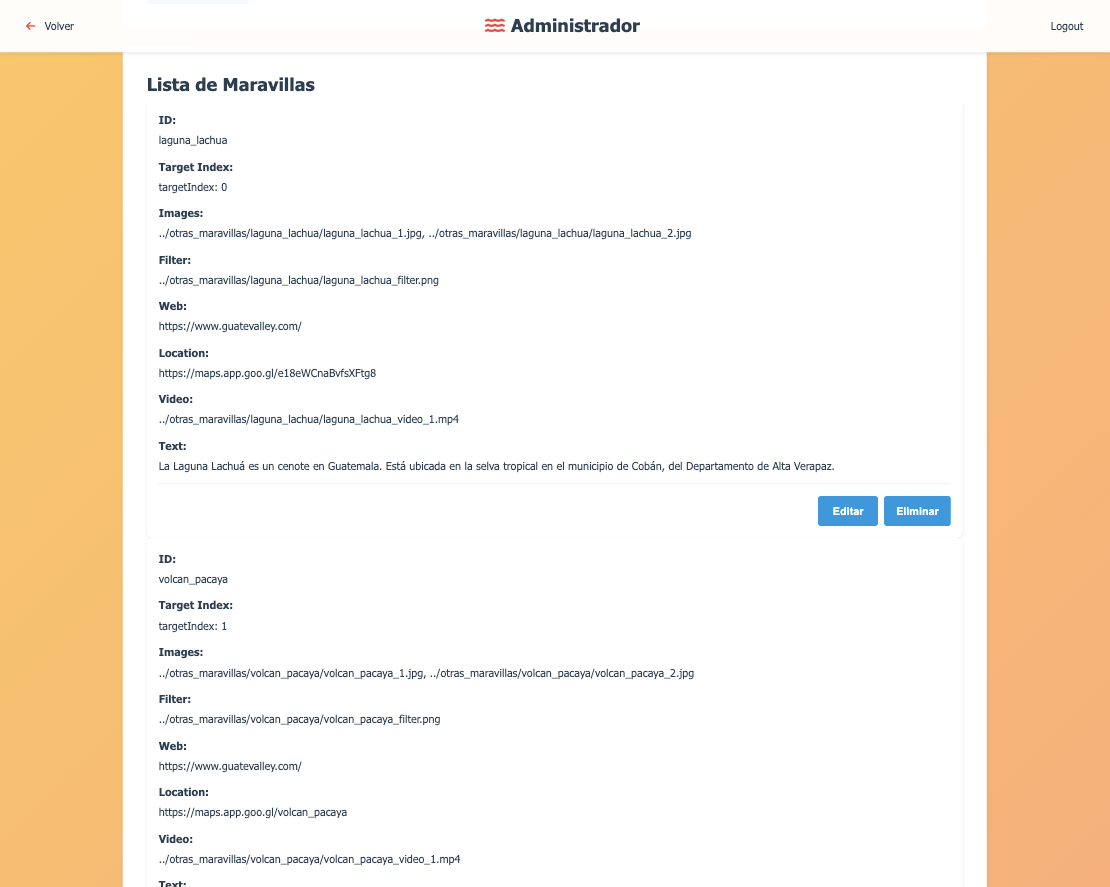 Volver
Administrador
Logout
Lista de Maravillas
ID:
laguna_lachua
Target Index:
targetIndex: 0
Images:
../otras_maravillas/laguna_lachua/laguna_lachua_1.jpg, ../otras_maravillas/laguna_lachua/laguna_lachua_2.jpg
Filter:
../otras_maravillas/laguna_lachua/laguna_lachua_filter.png
Web:
https://www.guatevalley.com/
Location:
https://maps.app.goo.gl/e18eWCnaBvfsXFtg8
Video:
../otras_maravillas/laguna_lachua/laguna_lachua_video_1.mp4
Text:
La Laguna Lachuá es un cenote en Guatemala. Está ubicada en la selva tropical en el municipio de Cobán, del Departamento de Alta Verapaz.
Editar
Eliminar
ID:
volcan_pacaya
Target Index:
targetIndex: 1
Images:
../otras_maravillas/volcan_pacaya/volcan_pacaya_1.jpg, ../otras_maravillas/volcan_pacaya/volcan_pacaya_2.jpg
Filter:
../otras_maravillas/volcan_pacaya/volcan_pacaya_filter.png
Web:
https://www.guatevalley.com/
Location:
https://maps.app.goo.gl/volcan_pacaya
Video:
../otras_maravillas/volcan_pacaya/volcan_pacaya_video_1.mp4
Text: